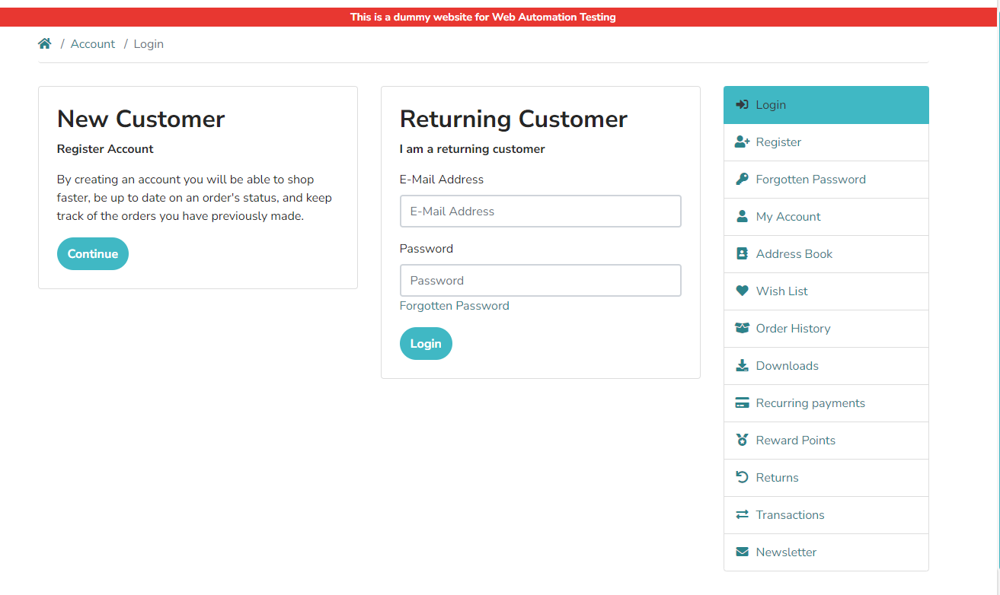 This is a dummy website for Web Automation Testing
/ Account / Login
New Customer
Register Account
By creating an account you will be able to shop
faster, be up to date on an order's status, and keep
track of the orders you have previously made.
Continue
Returning Customer
I am a returning customer
E-Mail Address
E-Mail Address
Password
Password
Forgotten Password
Login
Login
Register
Forgotten Password
My Account
Address Book
Wish List
Order History
Downloads
Recurring payments
Reward Points
Returns
Transactions
Newsletter